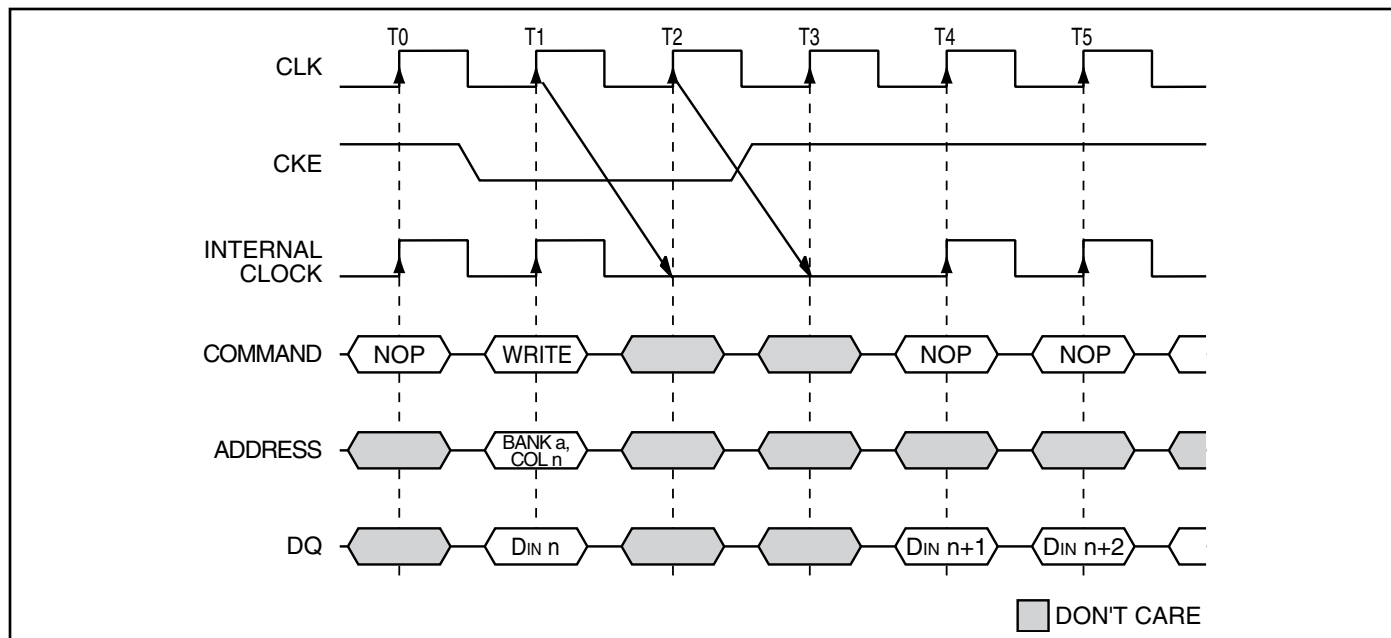 T0 T1 T2 T3 T4 T5
CLK
CKE
INTERNAL
CLOCK
COMMAND NOP WRITE NOP NOP
ADDRESS BANK a,
COL n
DQ DIN n DIN n+1 DIN n+2
DON'T CARE